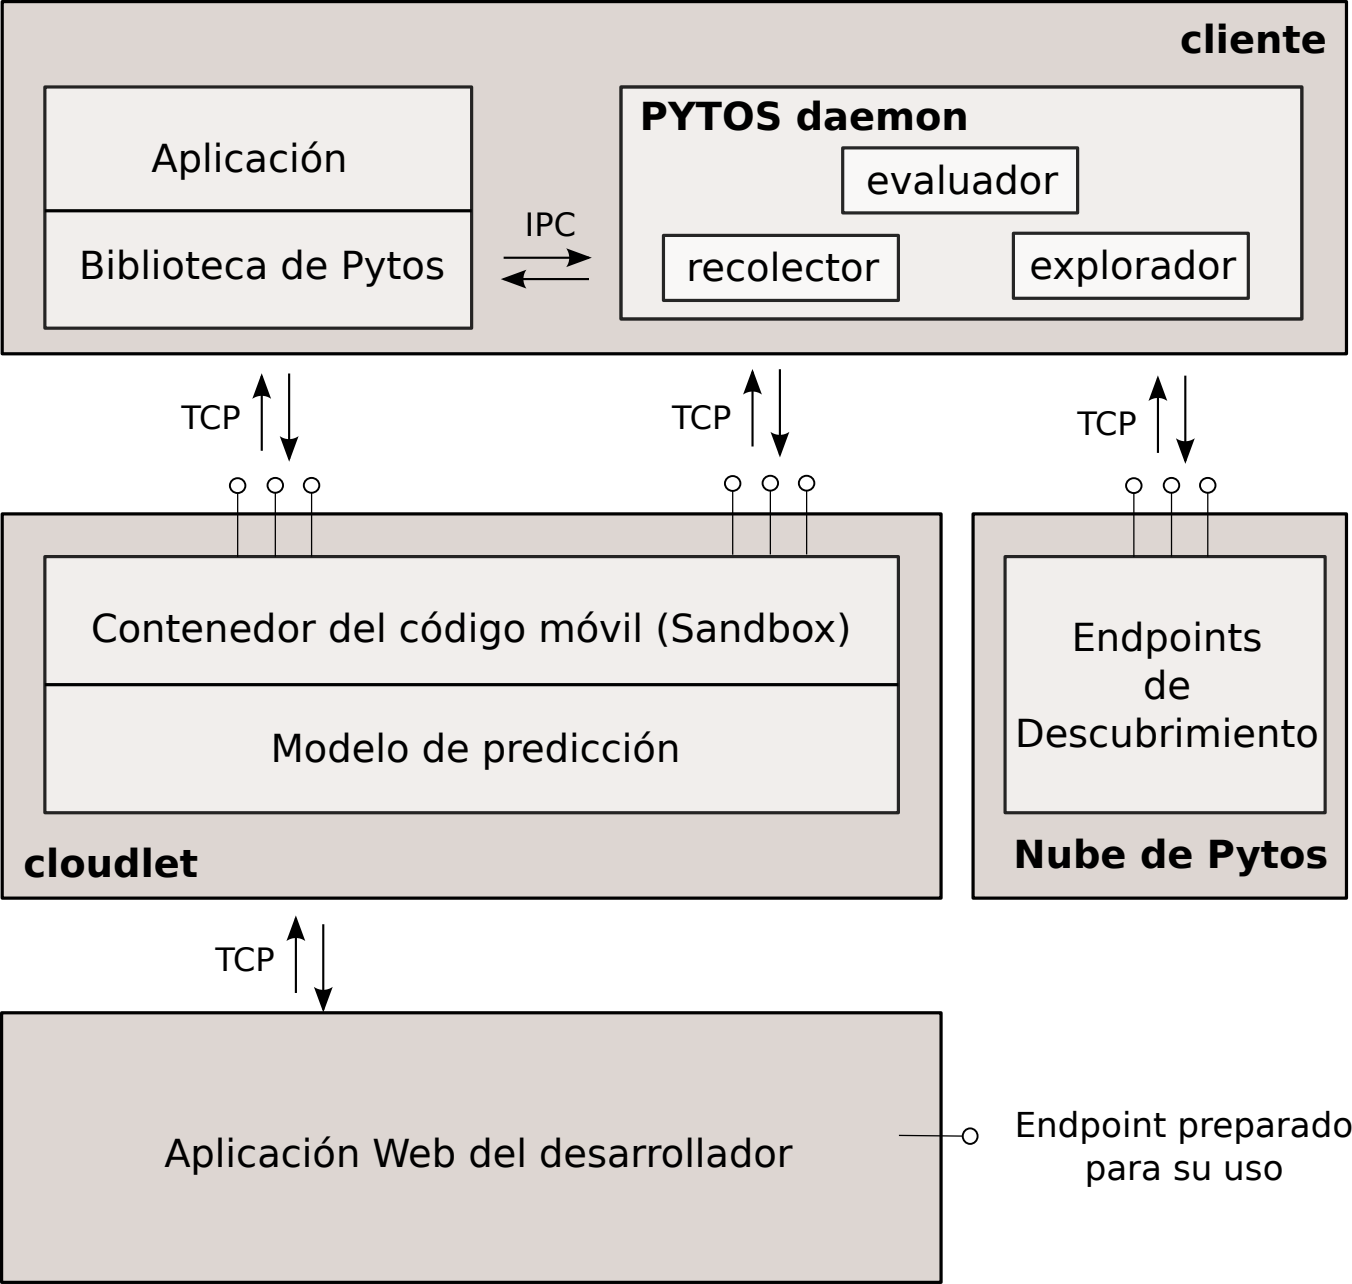 cliente
PYTOS daemon
Aplicación
evaluador
IPC
Biblioteca de Pytos
recolector
explorador
TCP
TCP
TCP
Contenedor del código móvil (Sandbox)
Modelo de predicción
cloudlet
Endpoints
de
Descubrimiento
Nube de Pytos
TCP
Aplicación Web del desarrollador
Endpoint preparado
para su uso